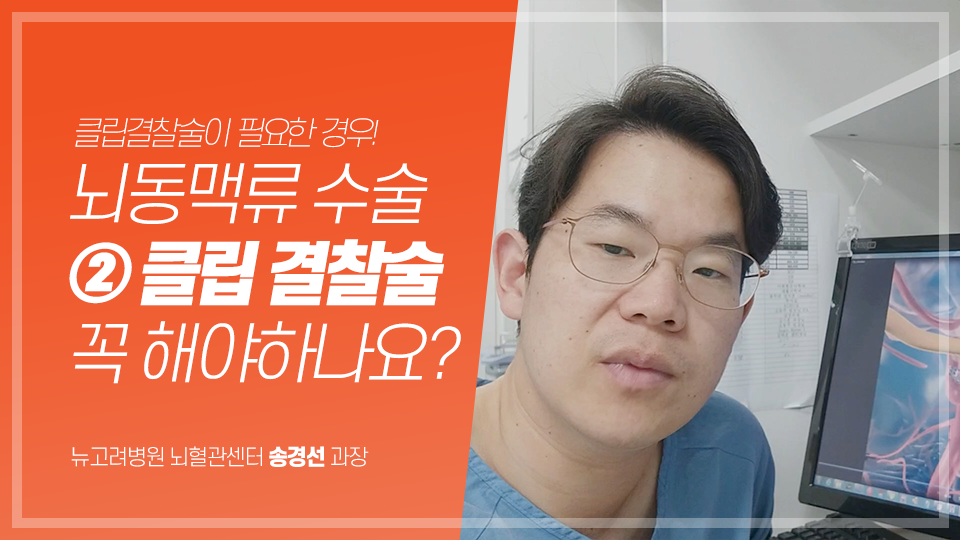 클립결찰술이 필요한 경우!
뇌동맥류 수술
② 클립 결찰술
꼭 해야하나요?
뉴고려병원 뇌혈관센터 송경선 과장